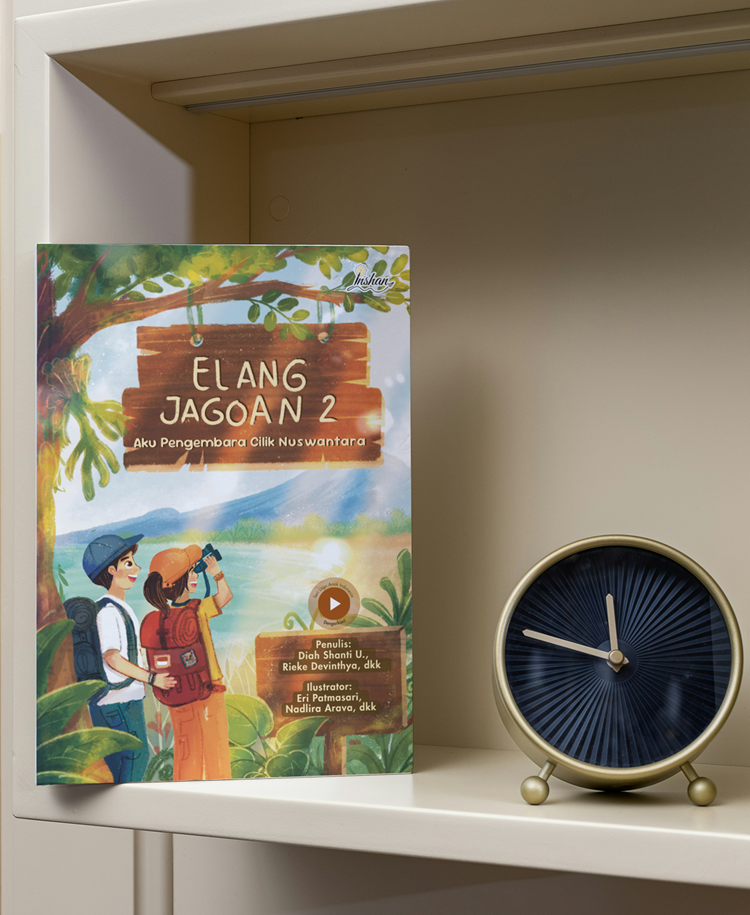 Inshan
ELANG
JAGOAN 2
Aku Pengembara Cilik Nuswantara
Penulis:
Diah Shanti U.,
Rieke Devinthya, dkk
Ilustrator:
Eri Patmasari,
Nadlira Arava, dkk